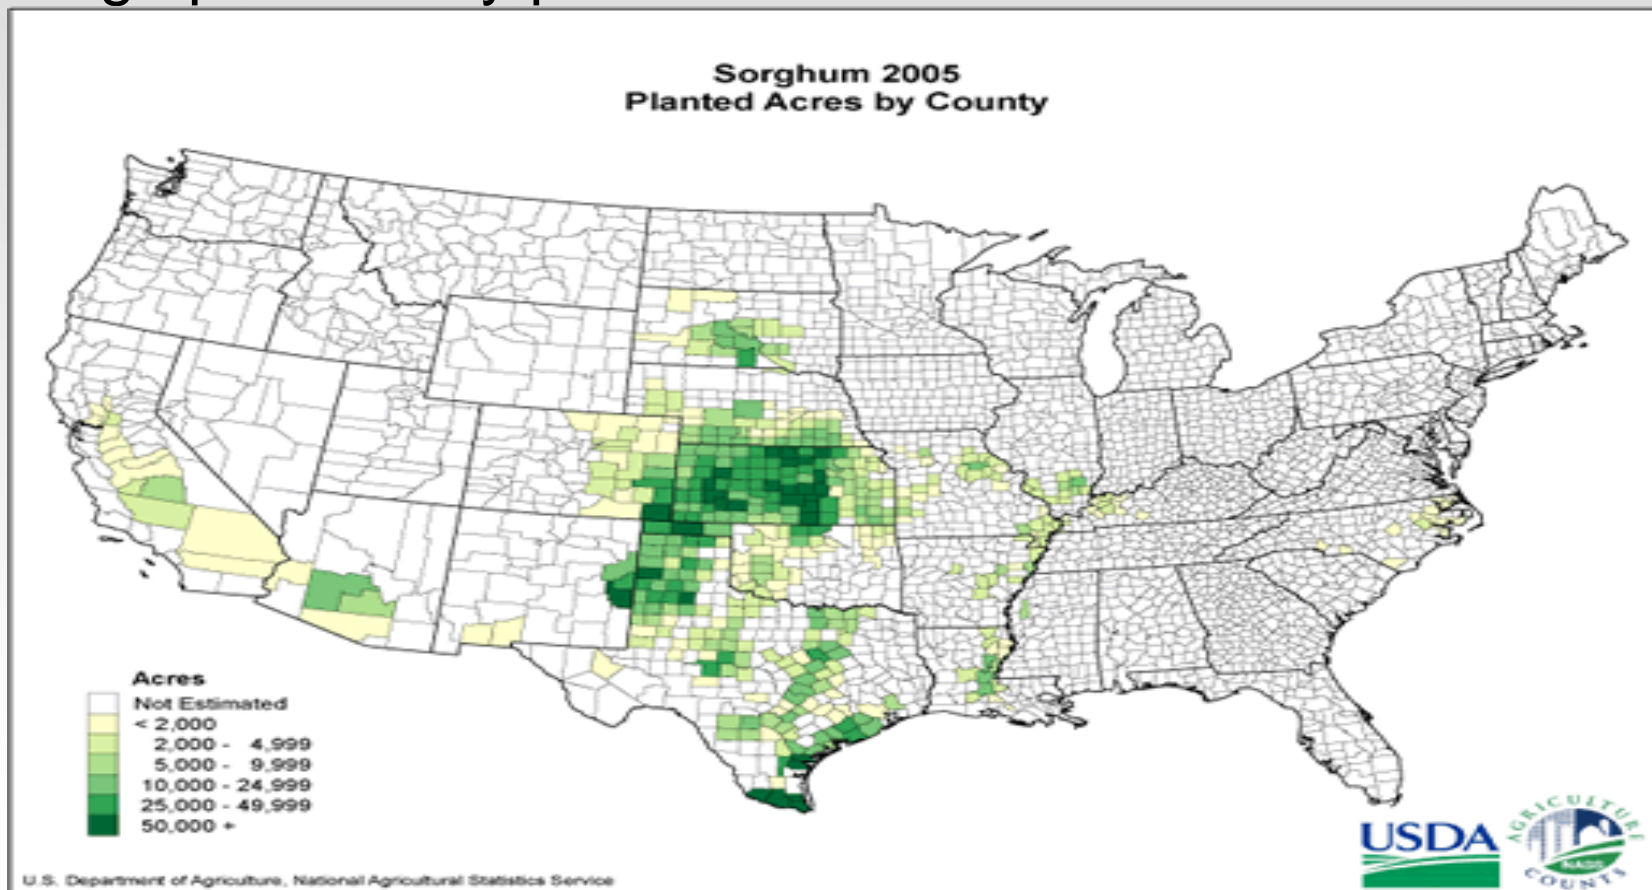 Sorghum 2005
Planted Acres by County
Acres
Not Estimated
< 2,000
2,000 - 4,999
5,000 - 9,999
10,000 - 24,999
25,000 - 49,999
50,000 +
U.S. Department of Agriculture, National Agricultural Statistics Service
USDA
AGRICULTURE
NASS
COUNTS